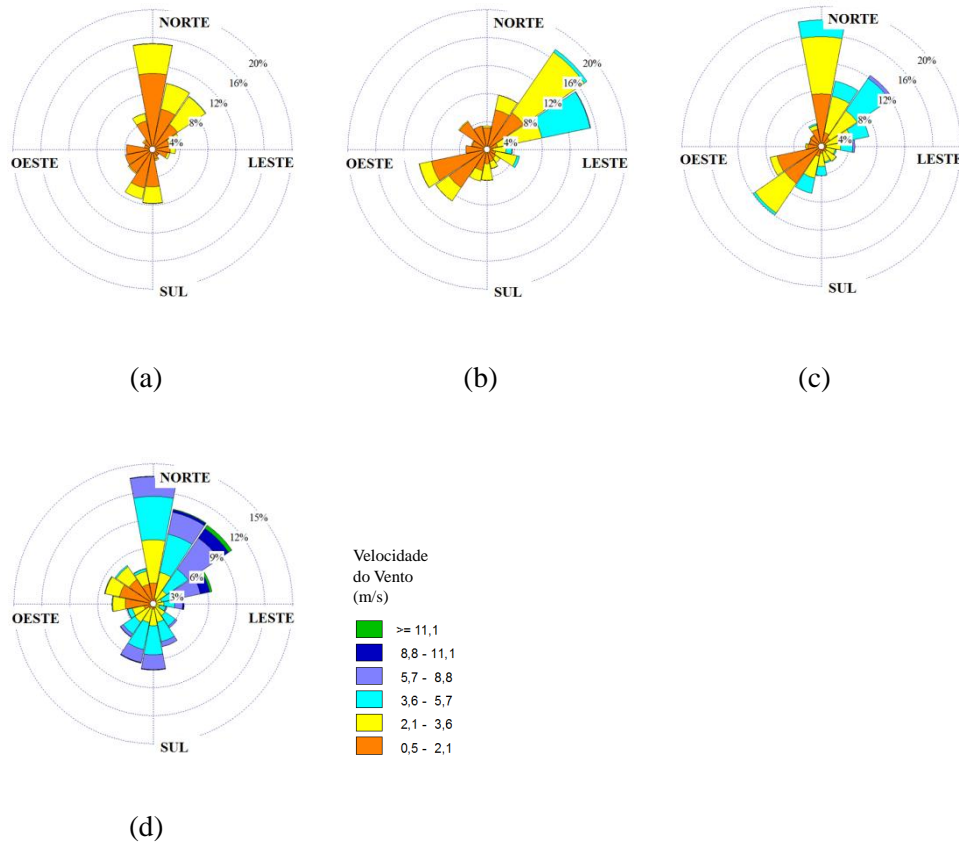 NORTE
20%
16%
12%
8%
4%
OESTE
LESTE
SUL
(a)
NORTE
20%
16%
12%
8%
4%
OESTE
LESTE
SUL
(b)
NORTE
20%
16%
12%
8%
4%
OESTE
LESTE
SUL
(c)
NORTE
15%
12%
9%
6%
3%
OESTE
LESTE
SUL
(d)
Velocidade
do Vento
(m/s)
>= 11,1
8,8 - 11,1
5,7 - 8,8
3,6 - 5,7
2,1 - 3,6
0,5 - 2,1